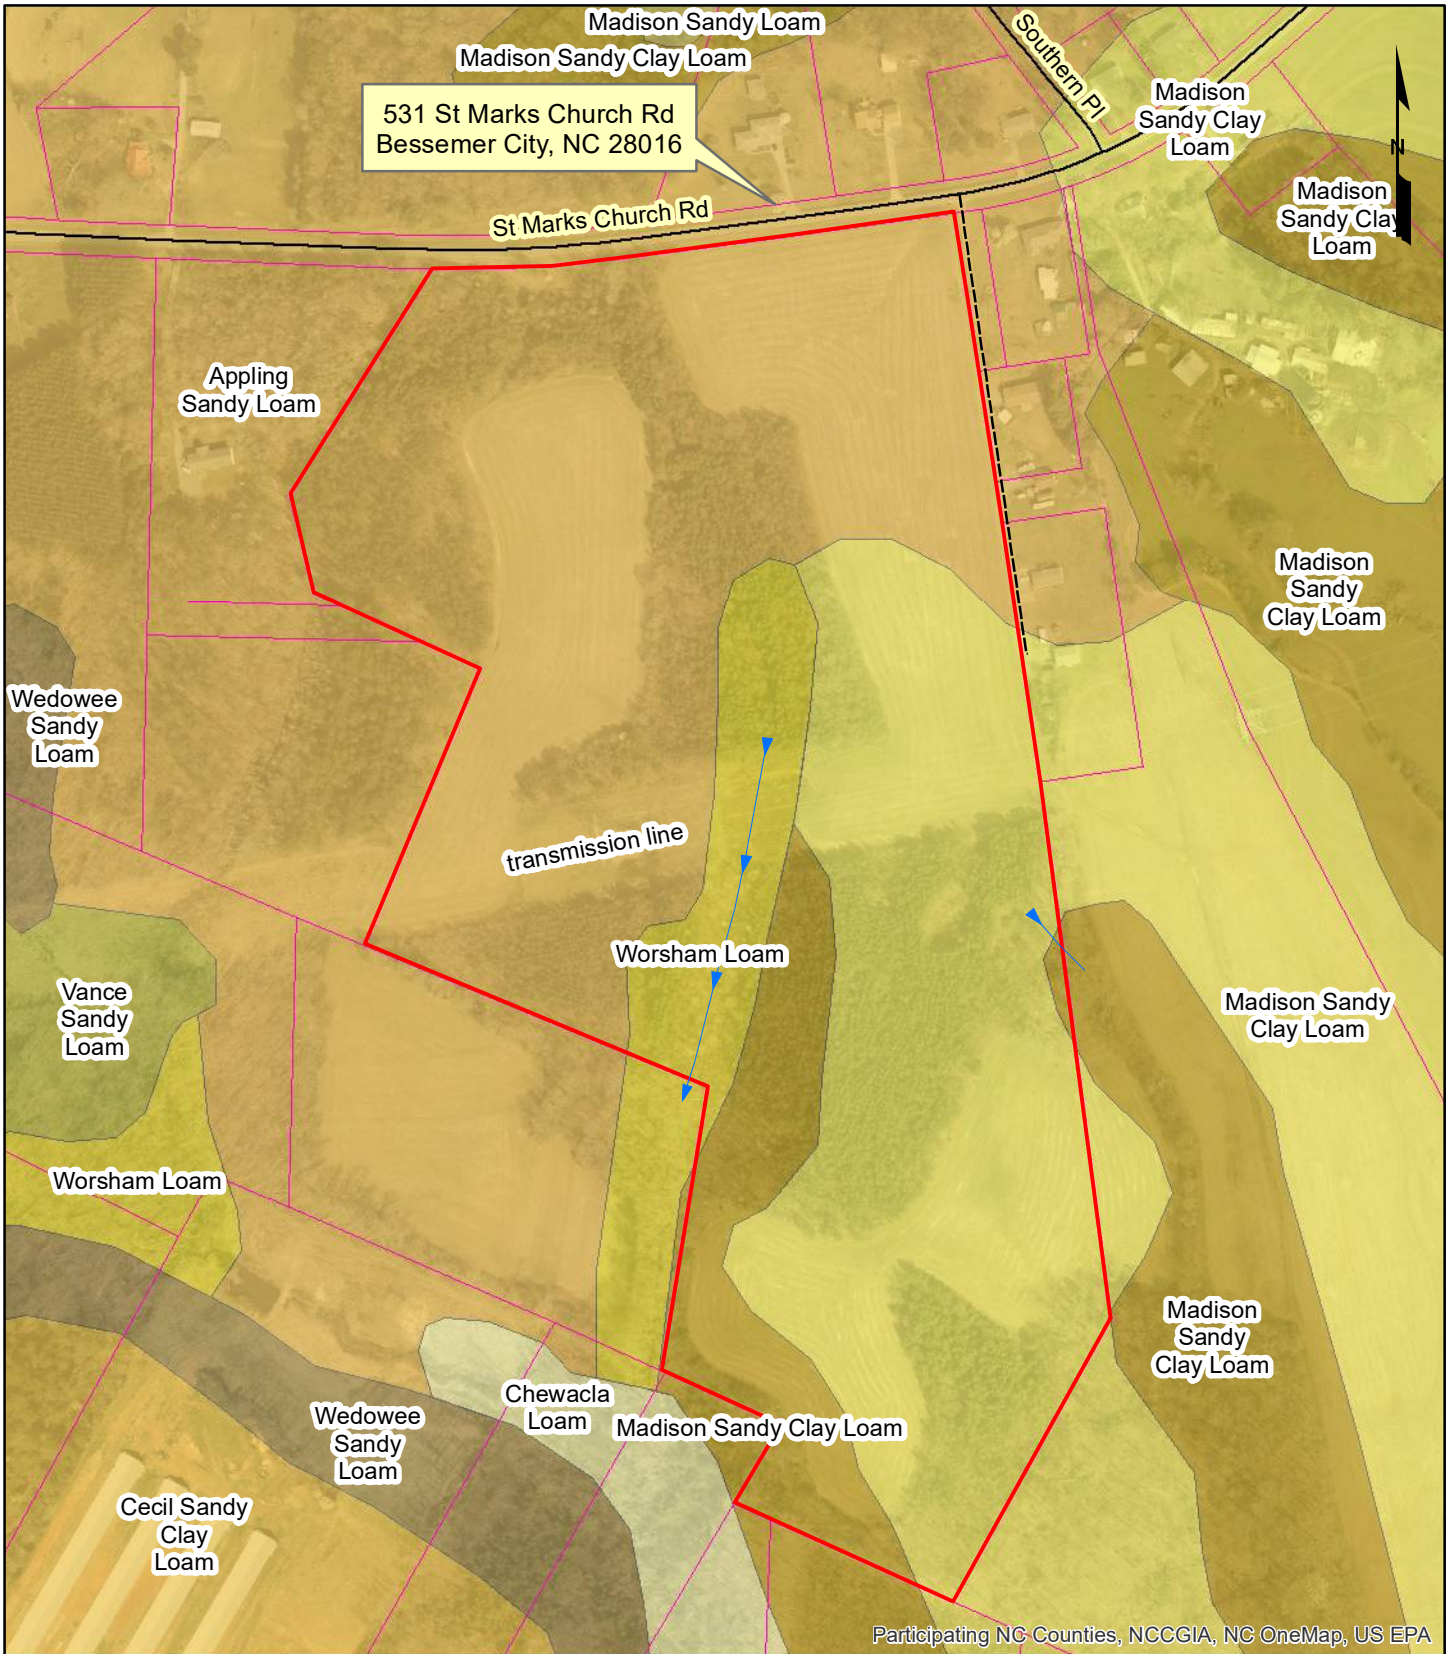 Madison Sandy Loam
Madison Sandy Clay Loam
Southern Pl
531 St Marks Church Rd
Bessemer City, NC 28016
Madison
Sandy Clay
Loam
N
Madison
Sandy Clay
Loam
St Marks Church Rd
Appling
Sandy Loam
Madison
Sandy
Clay Loam
Wedowee
Sandy
Loam
transmission line
Worsham Loam
Vance
Sandy
Loam
Madison Sandy
Clay Loam
Worsham Loam
Madison
Sandy
Clay Loam
Chewacla
Loam
Madison Sandy Clay Loam
Wedowee
Sandy
Loam
Cecil Sandy
Clay
Loam
Participating NC Counties, NCCGIA, NC OneMap, US EPA